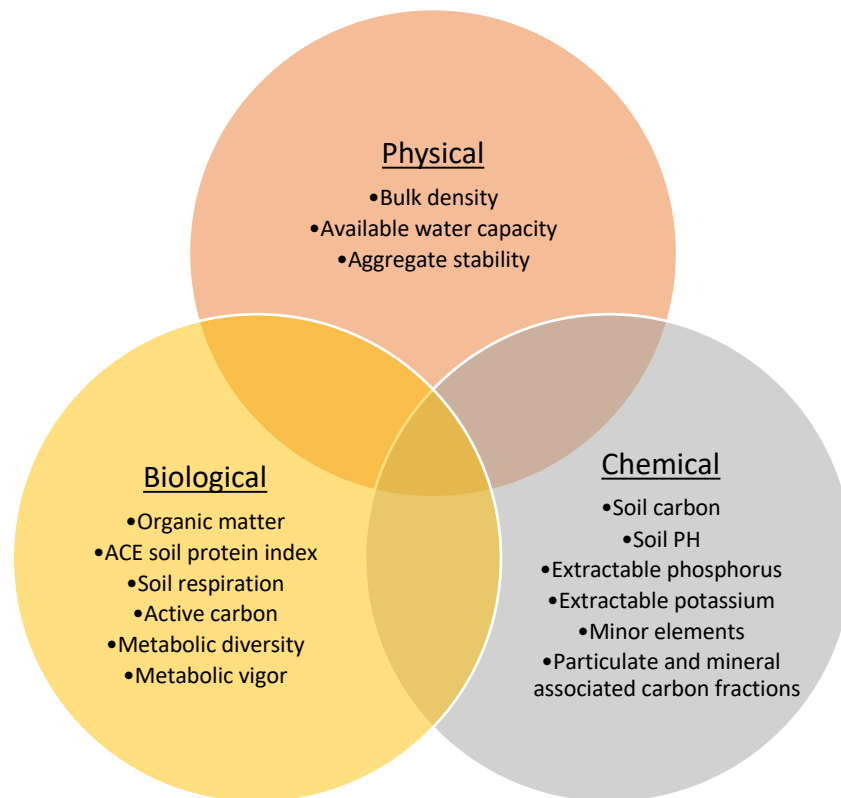 Physical
•Bulk density
•Available water capacity
•Aggregate stability
Biological
•Organic matter
•ACE soil protein index
•Soil respiration
•Active carbon
•Metabolic diversity
•Metabolic vigor
Chemical
•Soil carbon
•Soil PH
•Extractable phosphorus
•Extractable potassium
•Minor elements
•Particulate and mineral
associated carbon fractions